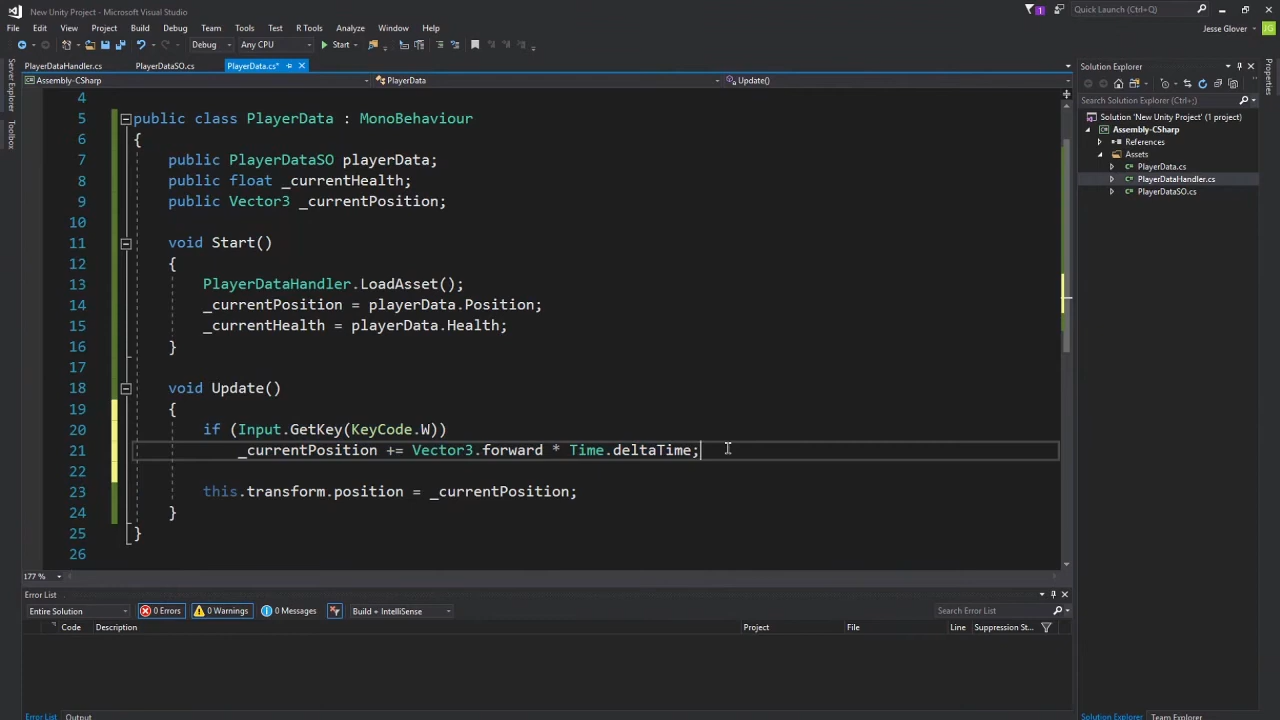 New Unity Project - Microsoft Visual Studio
1
Quick Launch (Ctrl+Q)
File Edit View Project Build Debug Team Tools Test R Tools Analyze Window Help
Jesse Glover
JG
Debug
Any CPU
Start
PlayerDataHandler.cs
PlayerDataSO.cs
PlayerData.cs*
Assembly-CSharp
PlayerData
Update()
Server Explorer
Toolbox
4
5 public class PlayerData : MonoBehaviour
6 {
7 public PlayerDataSO playerData;
8 public float _currentHealth;
9 public Vector3 _currentPosition;
10
11 void Start()
12 {
13 PlayerDataHandler.LoadAsset();
14 _currentPosition = playerData.Position;
15 _currentHealth = playerData.Health;
16 }
17
18 void Update()
19 {
20 if (Input.GetKey(KeyCode.W))
21 _currentPosition += Vector3.forward * Time.deltaTime;
22
23 this.transform.position = _currentPosition;
24 }
25 }
26
177 %
Error List
Entire Solution
0 Errors
0 Warnings
0 Messages
Build + IntelliSense
Search Error List
Code
Description
Project
File
Line
Suppression St...
Error List
Output
Solution Explorer
Search Solution Explorer (Ctrl+;)
Solution 'New Unity Project' (1 project)
Assembly-CSharp
References
Assets
PlayerData.cs
PlayerDataHandler.cs
PlayerDataSO.cs
Properties
Solution Explorer
Team Explorer